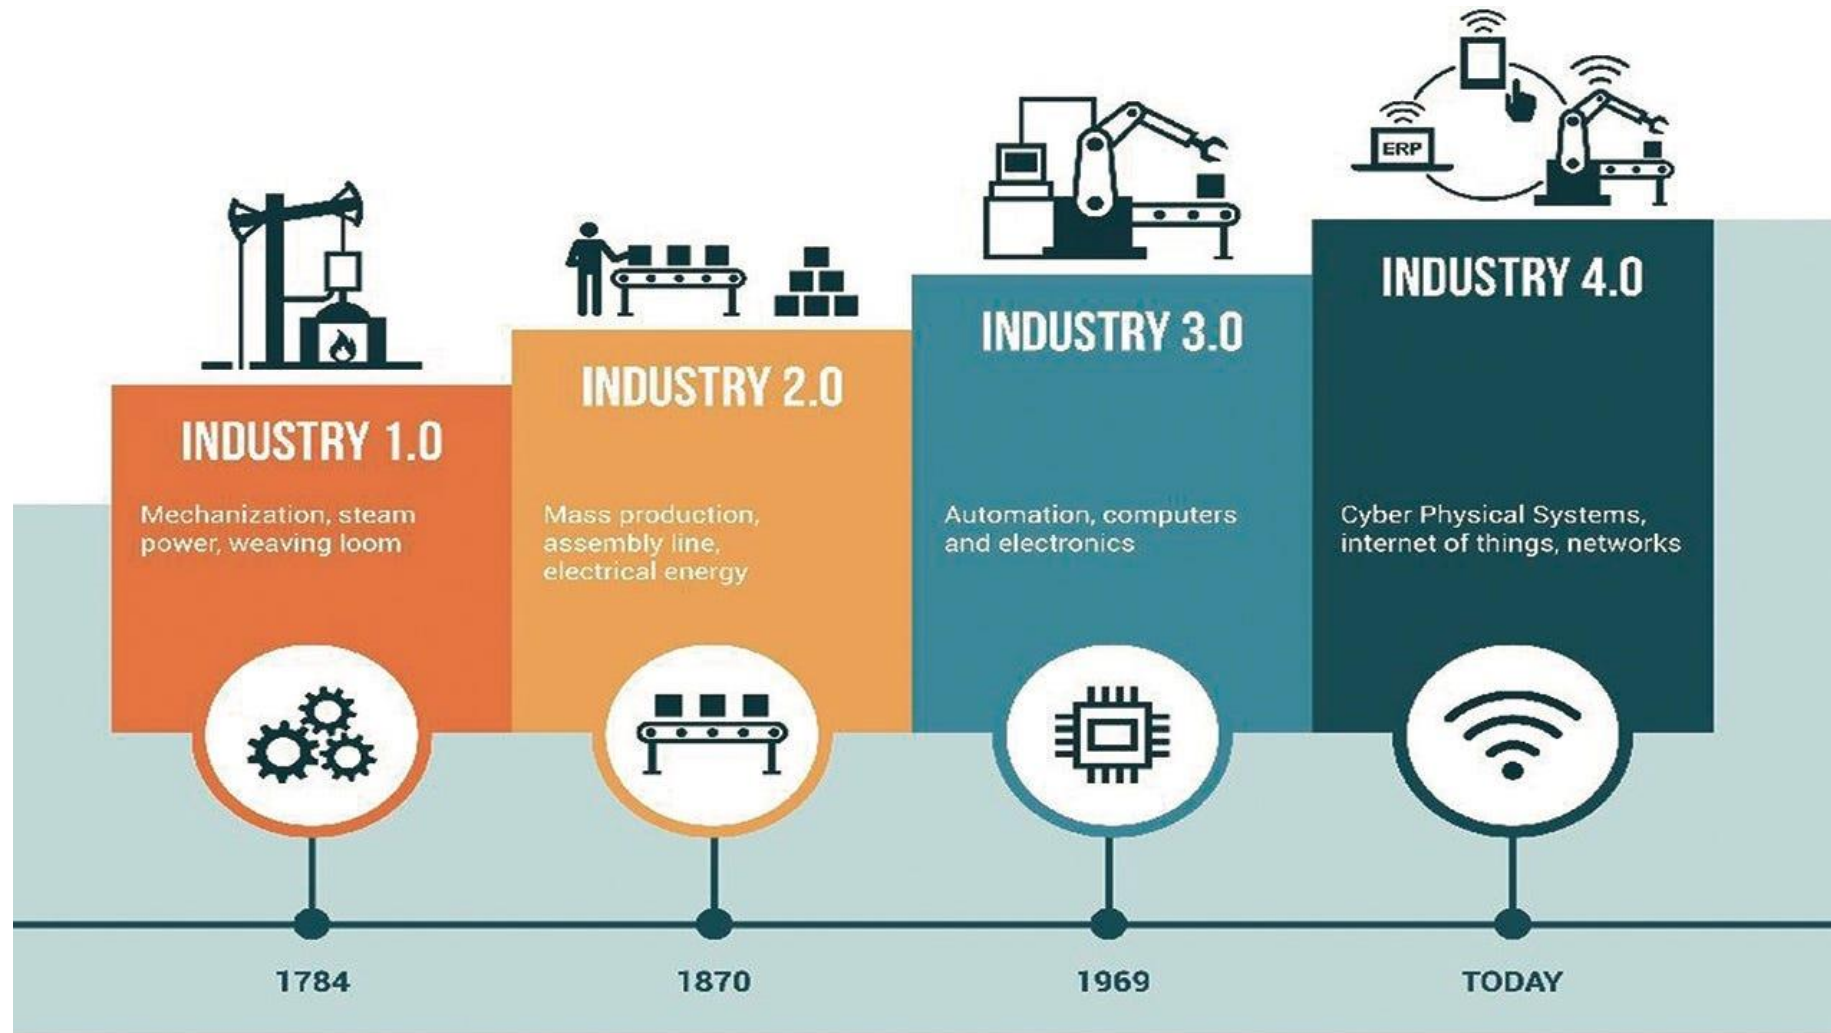 ERP
INDUSTRY 1.0
Mechanization, steam
power, weaving loom
INDUSTRY 2.0
Mass production,
assembly line,
electrical energy
INDUSTRY 3.0
Automation, computers
and electronics
INDUSTRY 4.0
Cyber Physical Systems,
internet of things, networks
1784
1870
1969
TODAY